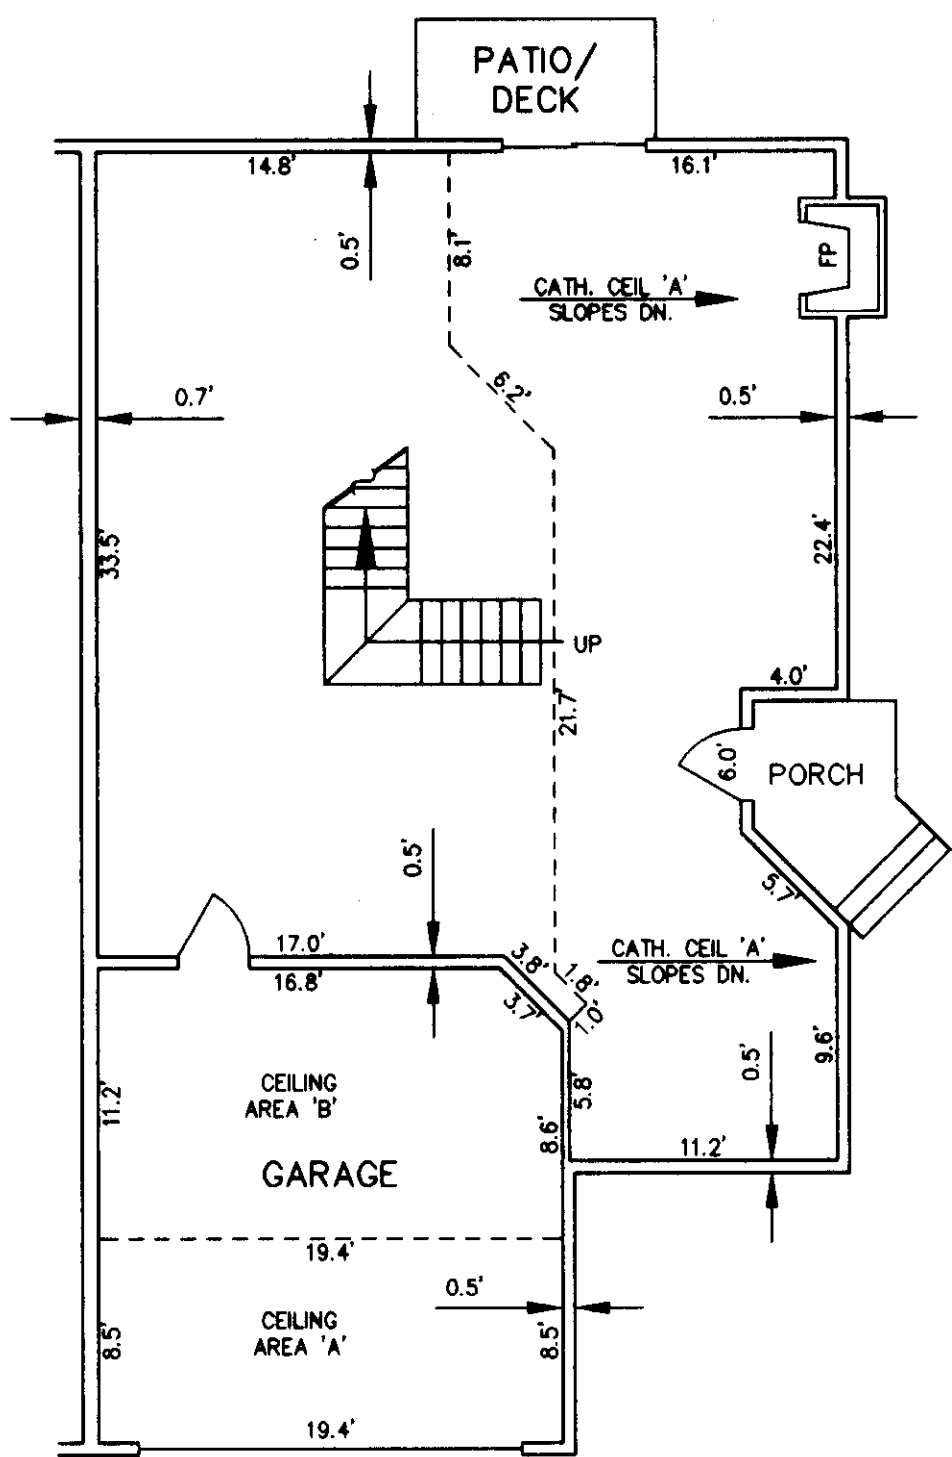 PATIO/
DECK
14.8'
16.1'
0.5'
8.1'
FP
CATH. CEIL 'A'
SLOPES DN.
6.2'
0.7'
0.5'
33.5'
22.4'
UP
4.0'
21.7'
6.0'
PORCH
0.5'
5.7'
17.0'
16.8'
3.8'
3.7'
1.8'
1.0'
CATH. CEIL 'A'
SLOPES DN.
9.6'
0.5'
11.2'
CEILING
AREA 'B'
5.8'
8.6'
11.2'
GARAGE
19.4'
0.5'
8.5'
CEILING
AREA 'A'
8.5'
19.4'